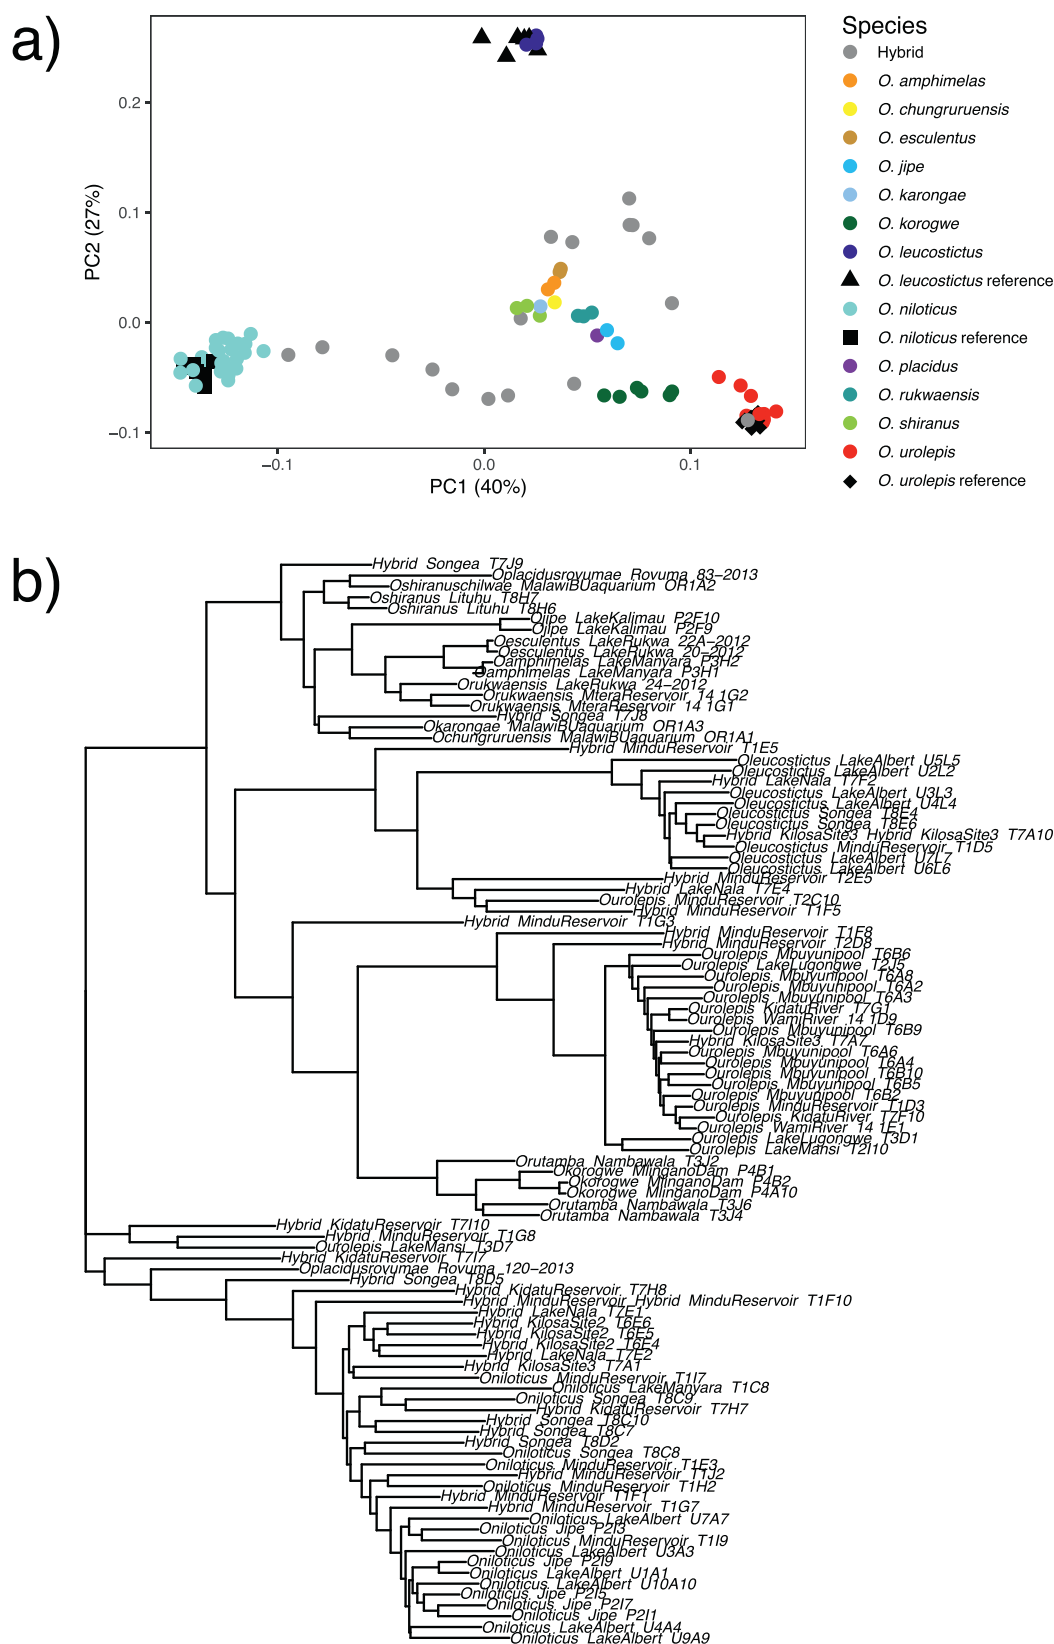 a)
Species
Hybrid
O. amphimelas
O. chungruruensis
O. esculentus
O. jipe
O. karongae
O. korogwe
O. leucostictus
O. leucostictus reference
O. niloticus
O. niloticus reference
O. placidus
O. rukwaensis
O. shiranus
O. urolepis
O. urolepis reference
PC2 (27%)
0.2
0.1
0.0
−0.1
−0.1
0.0
0.1
PC1 (40%)
b)
Hybrid Songea T7J9
Oplacidusrovumae Rovuma 83−2013
Oshiranuschilwae MalawiBUaquarium OR1A2
Oshiranus Lituhu T8H7
Oshiranus Lituhu T8H6
Ojipe LakeKalimau P2F10
Ojipe LakeKalimau P2F9
Oesculentus LakeRukwa 22A−2012
Oesculentus LakeRukwa 20−2012
Oamphimelas LakeManyara P3H2
Oamphimelas LakeManyara P3H1
Orukwaensis LakeRukwa 24−2012
Orukwaensis MteraReservoir 14 1G2
Orukwaensis MteraReservoir 14 1G1
Hybrid Songea T7J8
Okarongae MalawiBUaquarium OR1A3
Ochungruruensis MalawiBUaquarium OR1A1
Hybrid MinduReservoir T1E5
Oleucostictus LakeAlbert U5L5
Oleucostictus LakeAlbert U2L2
Hybrid LakeNala T7F2
Oleucostictus LakeAlbert U3L3
Oleucostictus LakeAlbert U4L4
Oleucostictus Songea T8E4
Oleucostictus Songea T8E6
Hybrid KilosaSite3 Hybrid KilosaSite3 T7A10
Oleucostictus MinduReservoir T1D5
Oleucostictus LakeAlbert U7L7
Oleucostictus LakeAlbert U6L6
Hybrid MinduReservoir T2E5
Hybrid LakeNala T7E4
Ourolepis MinduReservoir T2C10
Hybrid MinduReservoir T1F5
Hybrid MinduReservoir T1G3
Hybrid MinduReservoir T1F8
Hybrid MinduReservoir T2D8
Ourolepis Mbuyunipool T6B6
Ourolepis LakeLugongwe T2J5
Ourolepis Mbuyunipool T6A8
Ourolepis Mbuyunipool T6A2
Ourolepis Mbuyunipool T6A3
Ourolepis KidatuRiver T7G1
Ourolepis WamiRiver 14 1D9
Ourolepis Mbuyunipool T6B9
Hybrid KilosaSite3 T7A7
Ourolepis Mbuyunipool T6A6
Ourolepis Mbuyunipool T6A4
Ourolepis Mbuyunipool T6B10
Ourolepis Mbuyunipool T6B5
Ourolepis Mbuyunipool T6B2
Ourolepis MinduReservoir T1D3
Ourolepis KidatuRiver T7F10
Ourolepis WamiRiver 14 1E1
Ourolepis LakeLugongwe T3D1
Ourolepis LakeMansi T2I10
Orutamba Nambawala T3J2
Okorogwe MlinganoDam P4B1
Okorogwe MlinganoDam P4B2
Okorogwe MlinganoDam P4A10
Orutamba Nambawala T3J6
Orutamba Nambawala T3J4
Hybrid KidatuReservoir T7I10
Hybrid MinduReservoir T1G8
Ourolepis LakeMansi T3D7
Hybrid KidatuReservoir T7I7
Oplacidusrovumae Rovuma 120−2013
Hybrid Songea T8D5
Hybrid KidatuReservoir T7H8
Hybrid MinduReservoir Hybrid MinduReservoir T1F10
Hybrid LakeNala T7E1
Hybrid KilosaSite2 T6E6
Hybrid KilosaSite2 T6E5
Hybrid KilosaSite2 T6E4
Hybrid LakeNala T7E2
Hybrid KilosaSite3 T7A1
Oniloticus MinduReservoir T1I7
Oniloticus LakeManyara T1C8
Oniloticus Songea T8C9
Hybrid KidatuReservoir T7H7
Hybrid Songea T8C10
Hybrid Songea T8C7
Hybrid Songea T8D2
Oniloticus Songea T8C8
Oniloticus MinduReservoir T1E3
Hybrid MinduReservoir T1J2
Oniloticus MinduReservoir T1H2
Hybrid MinduReservoir T1F1
Hybrid MinduReservoir T1G7
Oniloticus LakeAlbert U7A7
Oniloticus Jipe P2I3
Oniloticus MinduReservoir T1I9
Oniloticus LakeAlbert U3A3
Oniloticus Jipe P2I9
Oniloticus LakeAlbert U1A1
Oniloticus LakeAlbert U10A10
Oniloticus Jipe P2I5
Oniloticus Jipe P2I7
Oniloticus Jipe P2I1
Oniloticus LakeAlbert U4A4
Oniloticus LakeAlbert U9A9